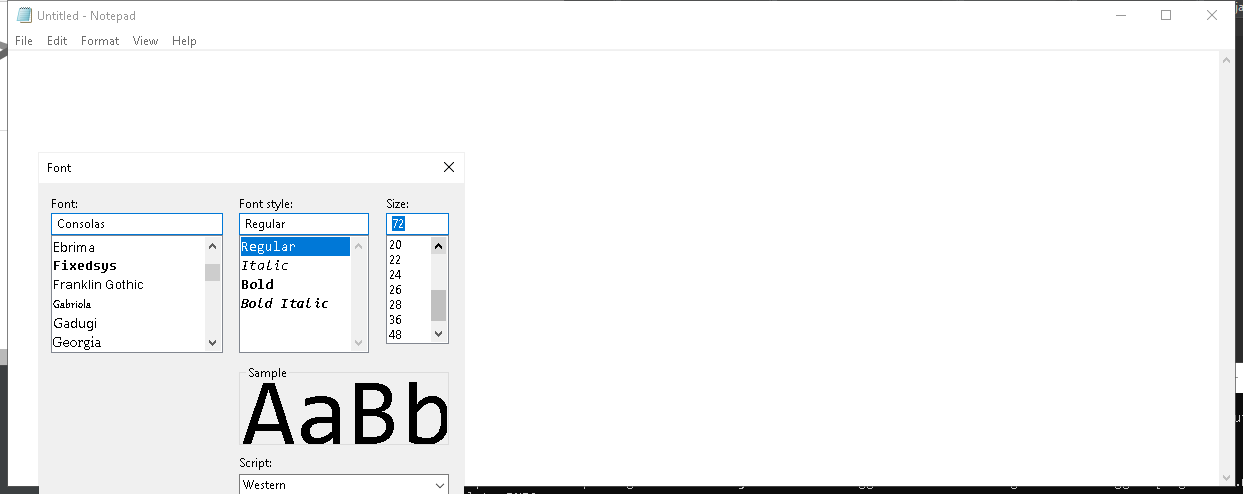 Untitled - Notepad
File Edit Format View Help
Font
Font: Font style: Size:
Consolas Regular 72
Ebrima Regular 20
Fixedsys Italic 22
Franklin Gothic Bold 24
Gabriola Bold Italic 26
Gadugi 28
Georgia 36
48
Sample
AaBb
Script:
Western